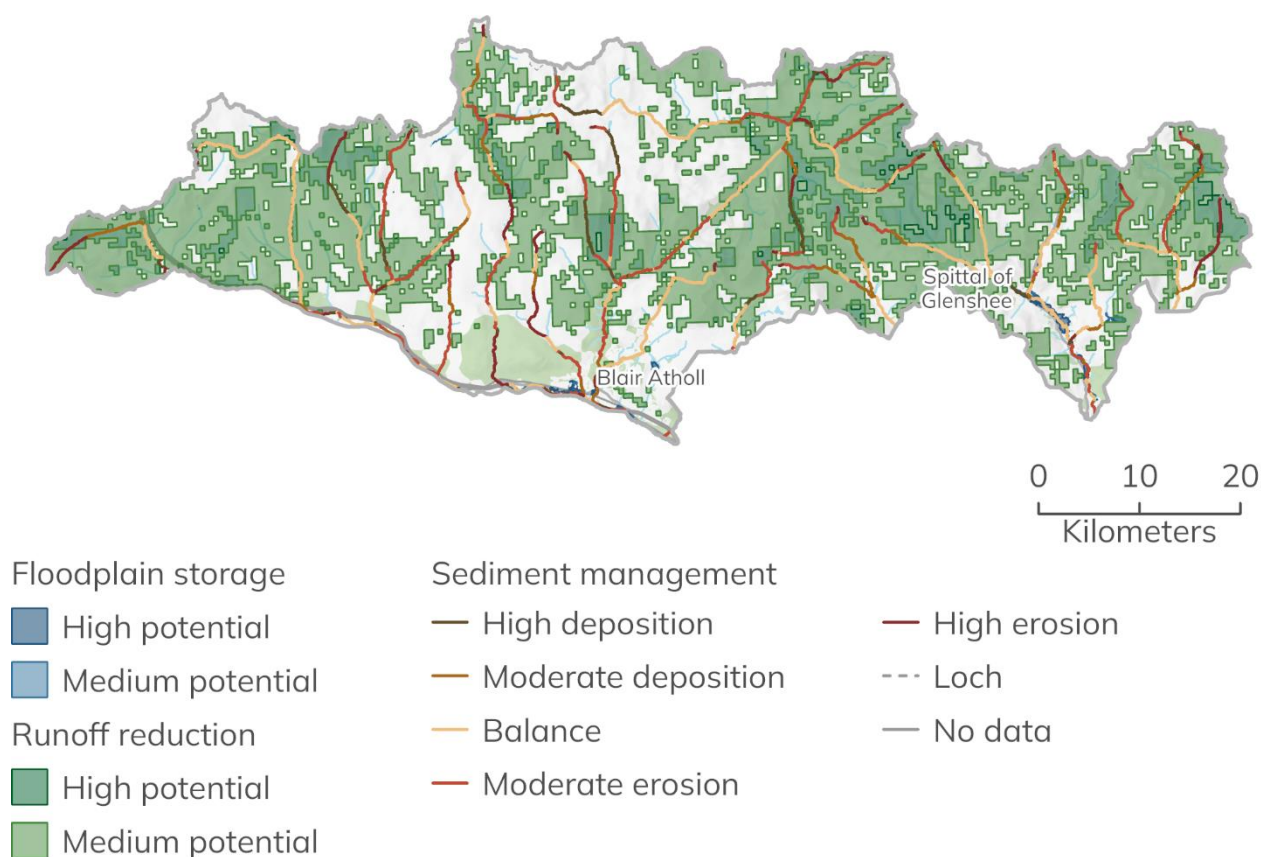 Spittal of
Glenshee
Blair Atholl
0 10 20
Kilometers
Floodplain storage
High potential
Medium potential
Runoff reduction
High potential
Medium potential
Sediment management
High deposition
Moderate deposition
Balance
Moderate erosion
High erosion
Loch
No data